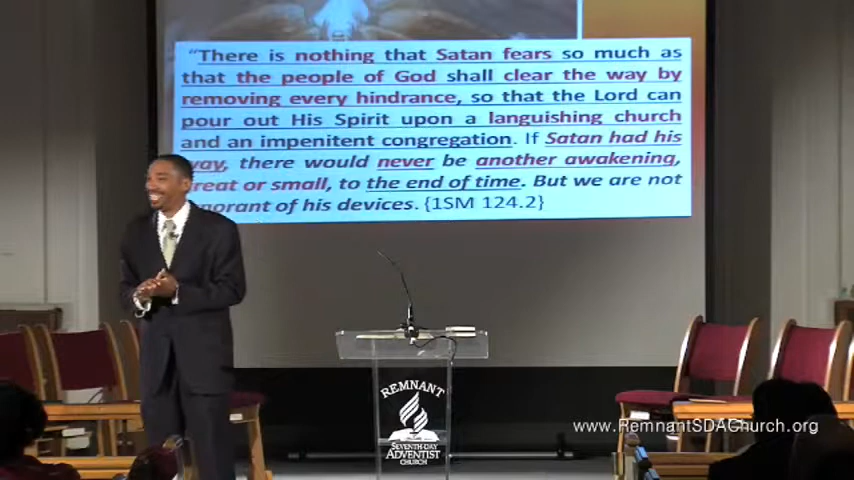 "There is nothing that Satan fears so much as
that the people of God shall clear the way by
removing every hindrance, so that the Lord can
pour out His Spirit upon a languishing church
and an impenitent congregation. If Satan had his
way, there would never be another awakening,
great or small, to the end of time. But we are not
norant of his devices. {1SM 124.2}
REMNANT
SEVENTH-DAY
ADVENTIST
CHURCH
www.RemnantSDAChurch.org